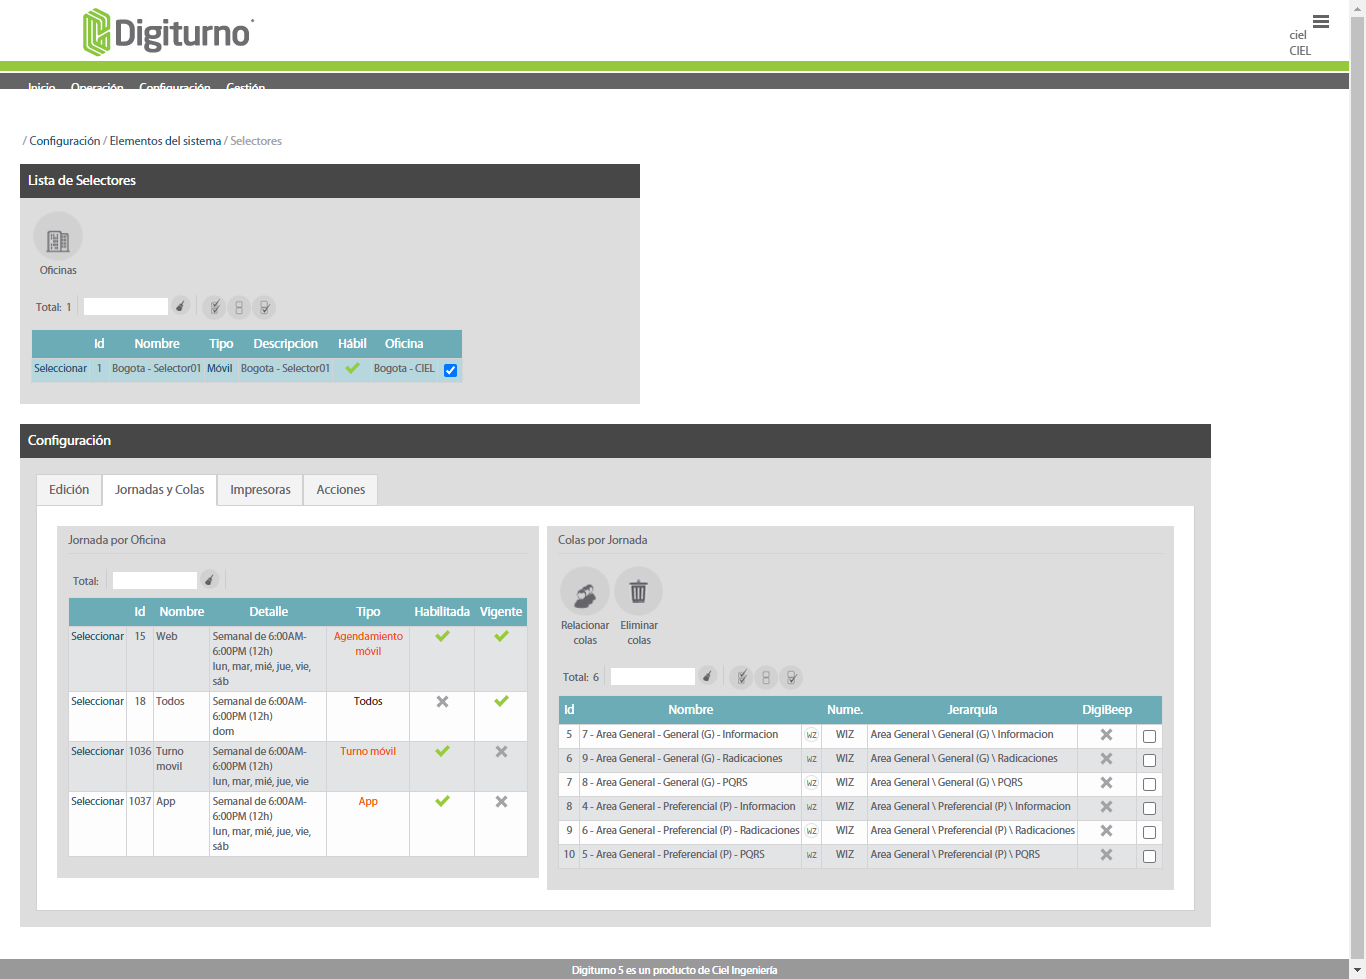 Digiturno
ciel
CIEL
Inicio Operación Configuración Gestión
/ Configuración / Elementos del sistema / Selectores
Lista de Selectores
Oficinas
Total: 1
Id Nombre Tipo Descripcion Hábil Oficina
Seleccionar 1 Bogota - Selector01 Móvil Bogota - Selector01 Bogota - CIEL
Configuración
Edición Jornadas y Colas Impresoras Acciones
Jornada por Oficina
Total:
Id Nombre Detalle Tipo Habilitada Vigente
Seleccionar 15 Web Semanal de 6:00AM- Agendamiento
6:00PM (12h) móvil
lun, mar, mié, jue, vie,
sáb
Seleccionar 18 Todos Semanal de 6:00AM- Todos
6:00PM (12h)
dom
Seleccionar 1036 Turno Semanal de 6:00AM- Turno móvil
movil 6:00PM (12h)
lun, mar, mié, jue, vie
Seleccionar 1037 App Semanal de 6:00AM- App
6:00PM (12h)
lun, mar, mié, jue, vie,
sáb
Colas por Jornada
Relacionar Eliminar
colas colas
Total: 6
Id Nombre Nume. Jerarquía DigiBeep
5 7 - Area General - General (G) - Informacion WZ WIZ Area General \ General (G) \ Informacion
6 9 - Area General - General (G) - Radicaciones WZ WIZ Area General \ General (G) \ Radicaciones
7 8 - Area General - General (G) - PQRS WZ WIZ Area General \ General (G) \ PQRS
8 4 - Area General - Preferencial (P) - Informacion WZ WIZ Area General \ Preferencial (P) \ Informacion
9 6 - Area General - Preferencial (P) - Radicaciones WZ WIZ Area General \ Preferencial (P) \ Radicaciones
10 5 - Area General - Preferencial (P) - PQRS WZ WIZ Area General \ Preferencial (P) \ PQRS
Digiturno 5 es un producto de Ciel Ingeniería